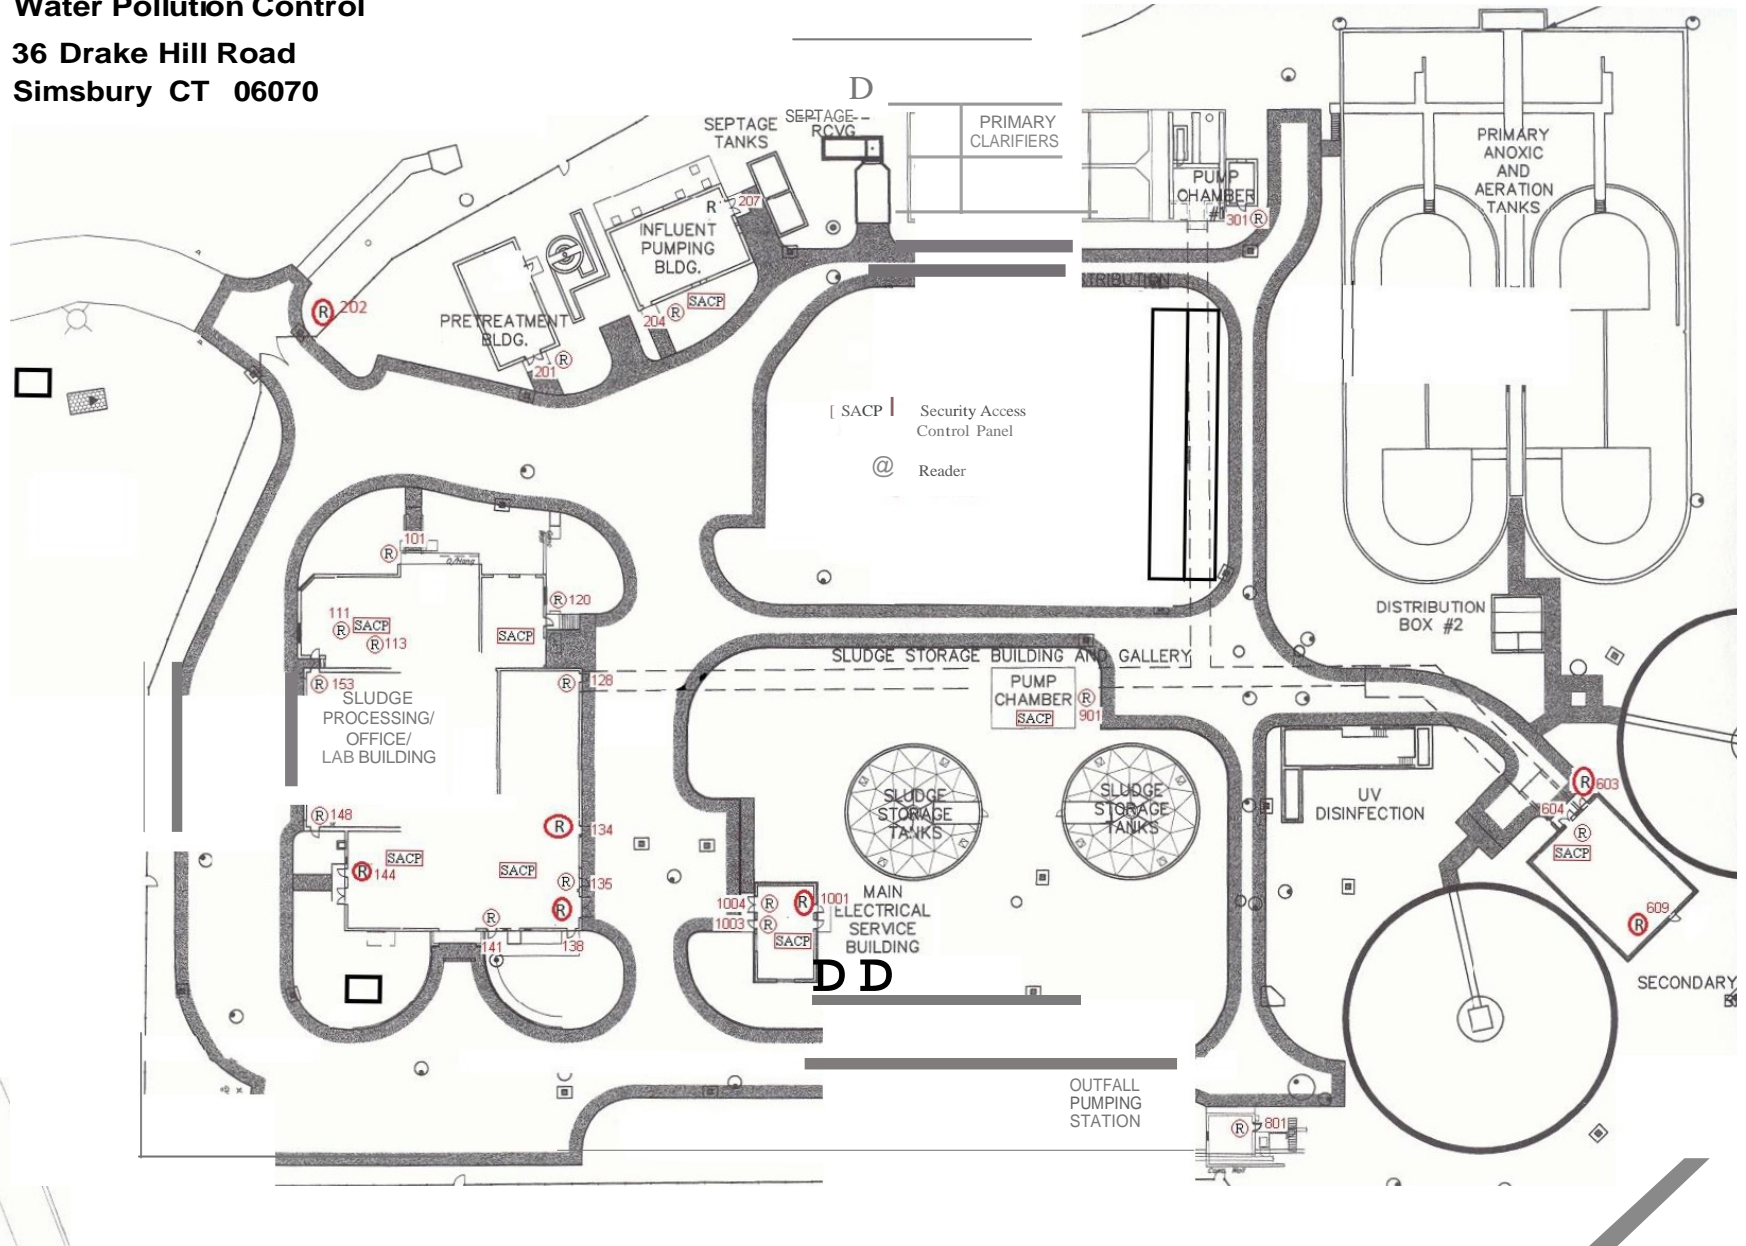 Water Pollution Control
36 Drake Hill Road
Simsbury CT 06070
D
SEPTAGE
TANKS
SEPTAGE
RCVG
PRIMARY
CLARIFIERS
PUMP
CHAMBER
#1
301 R
PRIMARY
ANOXIC
AND
AERATION
TANKS
R 207
INFLUENT
PUMPING
BLDG.
SACP
204 R
R 202
PRETREATMENT
BLDG.
201 R
TRIBUTION
[ SACP | Security Access
Control Panel
@ Reader
101
R
R 120
111
R SACP
R 113
SACP
R 153
R 128
SLUDGE
PROCESSING/
OFFICE/
LAB BUILDING
R 148
R 134
SACP
R 144
SACP
R 135
R
R
141
138
SLUDGE STORAGE BUILDING AND GALLERY
PUMP
CHAMBER R
SACP 901
SLUDGE
STORAGE
TANKS
SLUDGE
STORAGE
TANKS
DISTRIBUTION
BOX #2
UV
DISINFECTION
R 603
604
R
SACP
609
R
MAIN
ELECTRICAL
SERVICE
BUILDING
1004 R R 1001
1003 R
SACP
D D
SECONDARY
OUTFALL
PUMPING
STATION
R 801